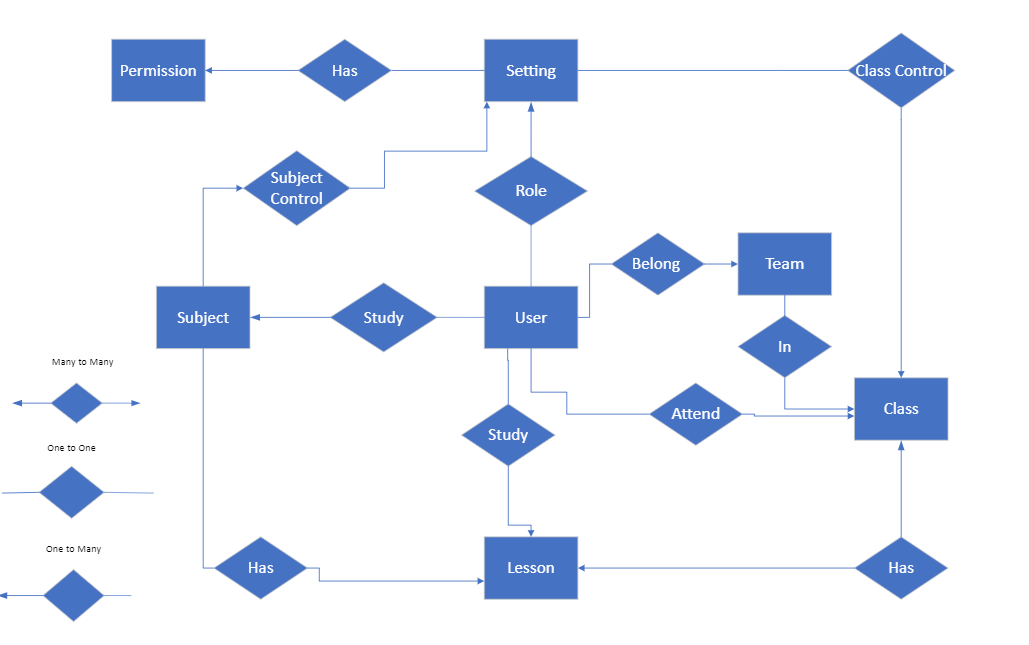 Permission
Has
Setting
Class Control
Subject
Control
Role
Belong
Team
Subject
Study
User
In
Many to Many
Class
Attend
Study
One to One
One to Many
Has
Lesson
Has